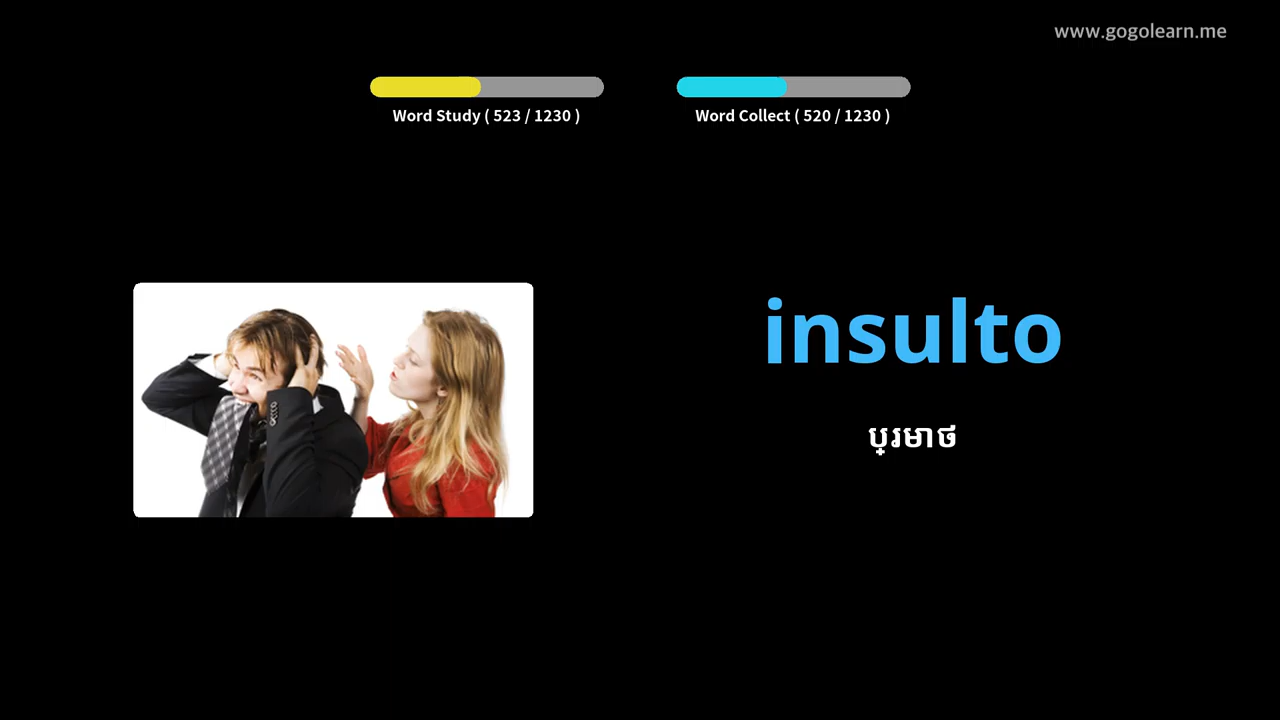 www.gogolearn.me
Word Study ( 523 / 1230 )
Word Collect ( 520 / 1230 )
insulto
ប្រមាថ